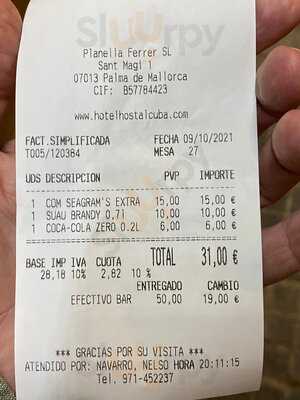 Planella Ferrer SL
Sant Magi 1
07013 Palma de Mallorca
CIF: B57784423
www.hotelhostalcuba.com
FACT.SIMPLIFICADA FECHA 09/10/2021
T005/120384 MESA 27
UDS DESCRIPCION PVP IMPORTE
1 COM SEAGRAM'S EXTRA 15,00 15,00 €
1 SUAU BRANDY 0,7l 10,00 10,00 €
1 COCA-COLA ZERO 0.2L 6,00 6,00 €
BASE IMP IVA CUOTA TOTAL 31,00 €
28,18 10% 2,82 10 %
ENTREGADO CAMBIO
EFECTIVO BAR 50,00 19,00 €
*** GRACIAS POR SU VISITA ***
ATENDIDO POR: NAVARRO, NELSO HORA 20:11:15
Tel. 971-452237
Sluurpy